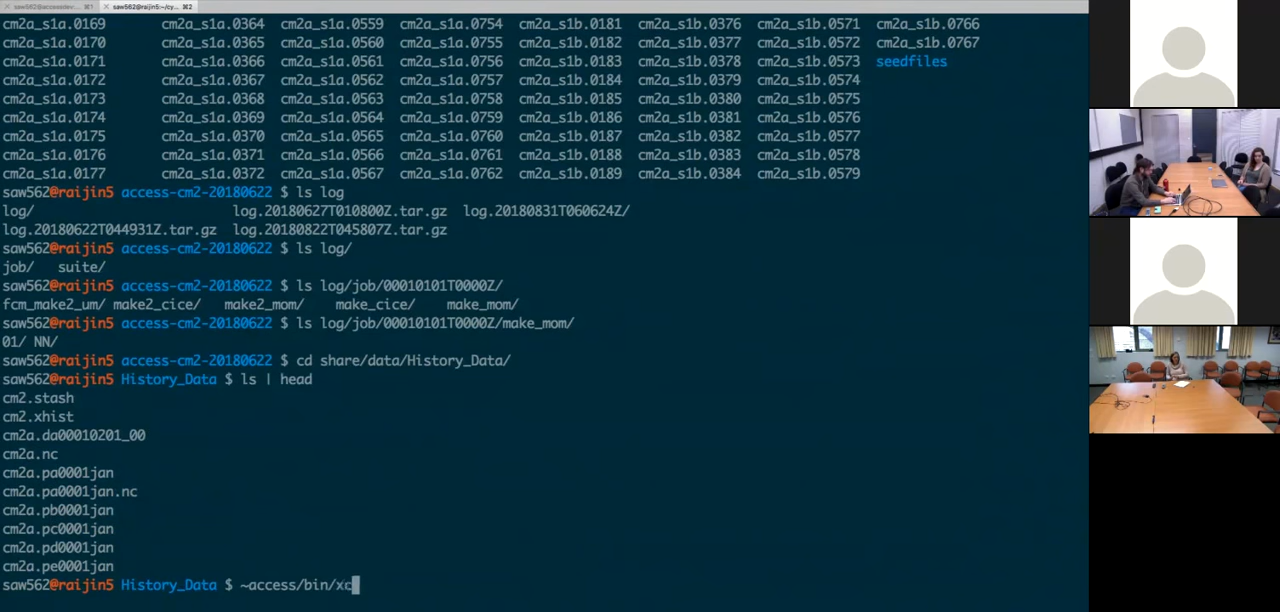 saw562@accessdev:... ⌘1 × saw562@raijin5:~/cy... ⌘2
cm2a_s1a.0169 cm2a_s1a.0364 cm2a_s1a.0559 cm2a_s1a.0754 cm2a_s1b.0181 cm2a_s1b.0376 cm2a_s1b.0571 cm2a_s1b.0766
cm2a_s1a.0170 cm2a_s1a.0365 cm2a_s1a.0560 cm2a_s1a.0755 cm2a_s1b.0182 cm2a_s1b.0377 cm2a_s1b.0572 cm2a_s1b.0767
cm2a_s1a.0171 cm2a_s1a.0366 cm2a_s1a.0561 cm2a_s1a.0756 cm2a_s1b.0183 cm2a_s1b.0378 cm2a_s1b.0573 seedfiles
cm2a_s1a.0172 cm2a_s1a.0367 cm2a_s1a.0562 cm2a_s1a.0757 cm2a_s1b.0184 cm2a_s1b.0379 cm2a_s1b.0574
cm2a_s1a.0173 cm2a_s1a.0368 cm2a_s1a.0563 cm2a_s1a.0758 cm2a_s1b.0185 cm2a_s1b.0380 cm2a_s1b.0575
cm2a_s1a.0174 cm2a_s1a.0369 cm2a_s1a.0564 cm2a_s1a.0759 cm2a_s1b.0186 cm2a_s1b.0381 cm2a_s1b.0576
cm2a_s1a.0175 cm2a_s1a.0370 cm2a_s1a.0565 cm2a_s1a.0760 cm2a_s1b.0187 cm2a_s1b.0382 cm2a_s1b.0577
cm2a_s1a.0176 cm2a_s1a.0371 cm2a_s1a.0566 cm2a_s1a.0761 cm2a_s1b.0188 cm2a_s1b.0383 cm2a_s1b.0578
cm2a_s1a.0177 cm2a_s1a.0372 cm2a_s1a.0567 cm2a_s1a.0762 cm2a_s1b.0189 cm2a_s1b.0384 cm2a_s1b.0579
saw562@raijin5 access-cm2-20180622 $ ls log
log/ log.20180627T010800Z.tar.gz log.20180831T060624Z/
log.20180622T044931Z.tar.gz log.20180822T045807Z.tar.gz
saw562@raijin5 access-cm2-20180622 $ ls log/
job/ suite/
saw562@raijin5 access-cm2-20180622 $ ls log/job/00010101T0000Z/
fcm_make2_um/ make2_cice/ make2_mom/ make_cice/ make_mom/
saw562@raijin5 access-cm2-20180622 $ ls log/job/00010101T0000Z/make_mom/
01/ NN/
saw562@raijin5 access-cm2-20180622 $ cd share/data/History_Data/
saw562@raijin5 History_Data $ ls | head
cm2.stash
cm2.xhist
cm2a.da00010201_00
cm2a.nc
cm2a.pa0001jan
cm2a.pa0001jan.nc
cm2a.pb0001jan
cm2a.pc0001jan
cm2a.pd0001jan
cm2a.pe0001jan
saw562@raijin5 History_Data $ ~access/bin/xc